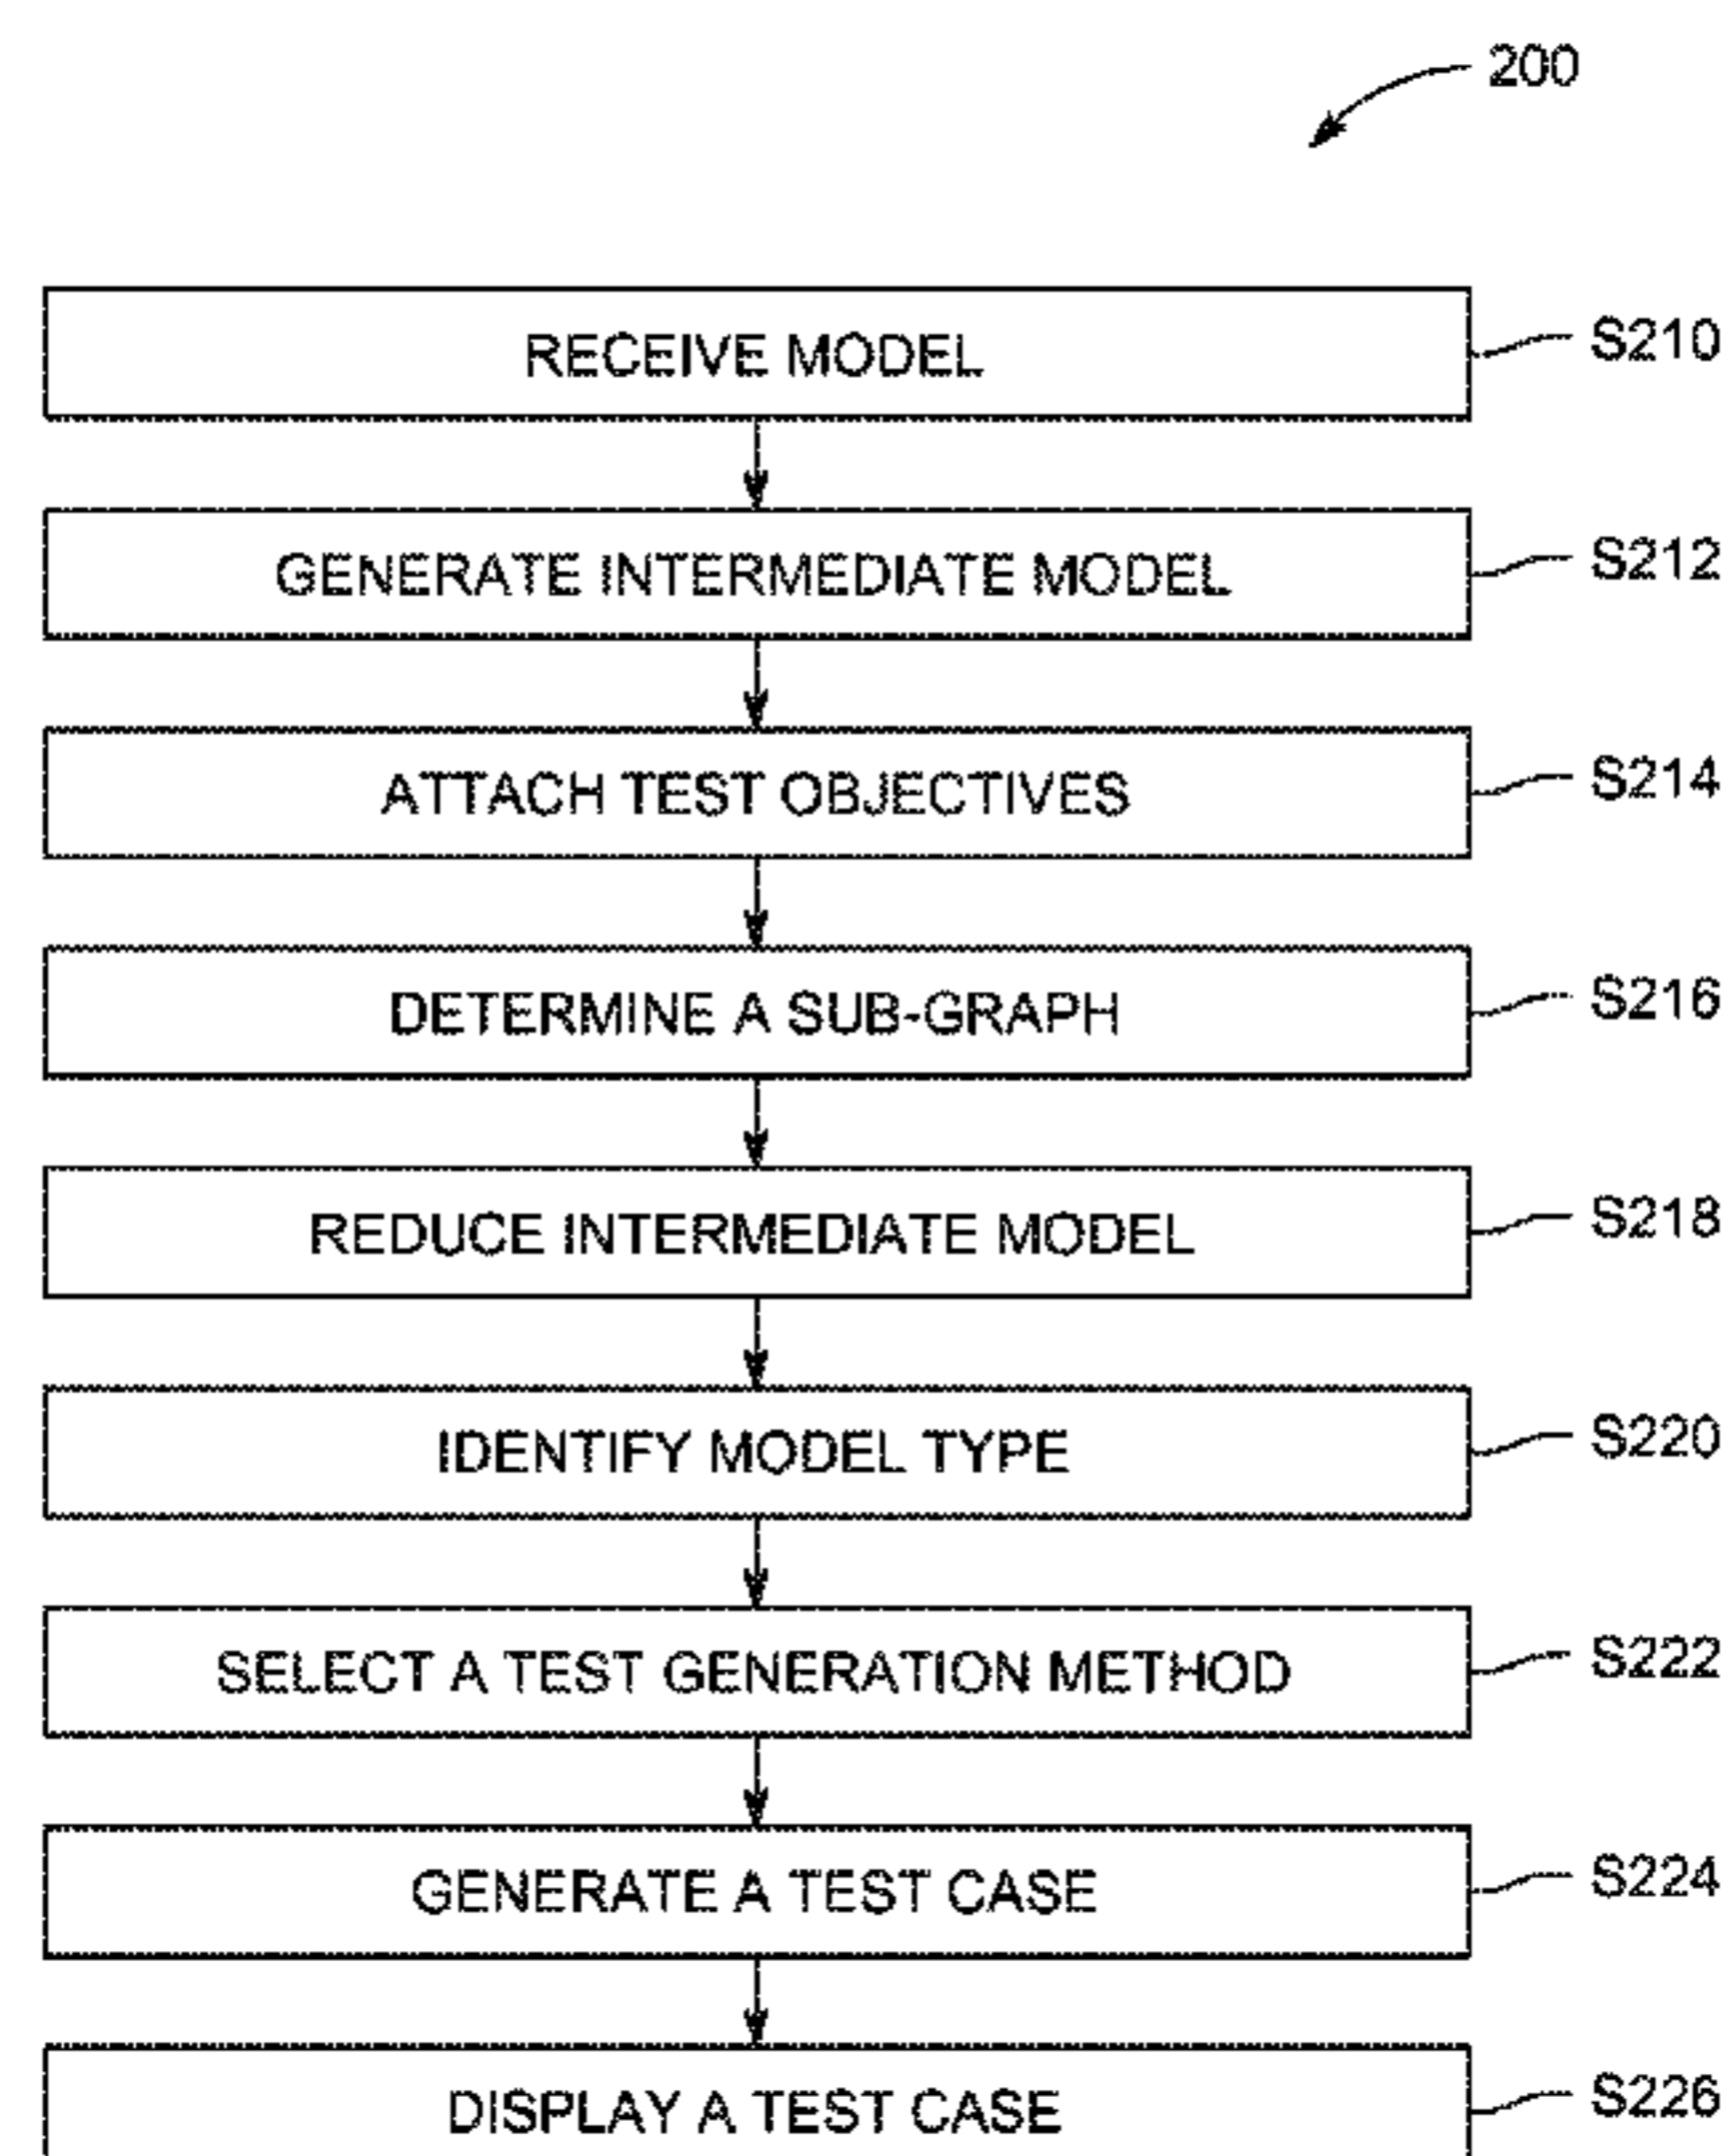 200
RECEIVE MODEL
S210
GENERATE INTERMEDIATE MODEL
S212
ATTACH TEST OBJECTIVES
S214
DETERMINE A SUB-GRAPH
S216
REDUCE INTERMEDIATE MODEL
S218
IDENTIFY MODEL TYPE
S220
SELECT A TEST GENERATION METHOD
S222
GENERATE A TEST CASE
S224
DISPLAY A TEST CASE
S226